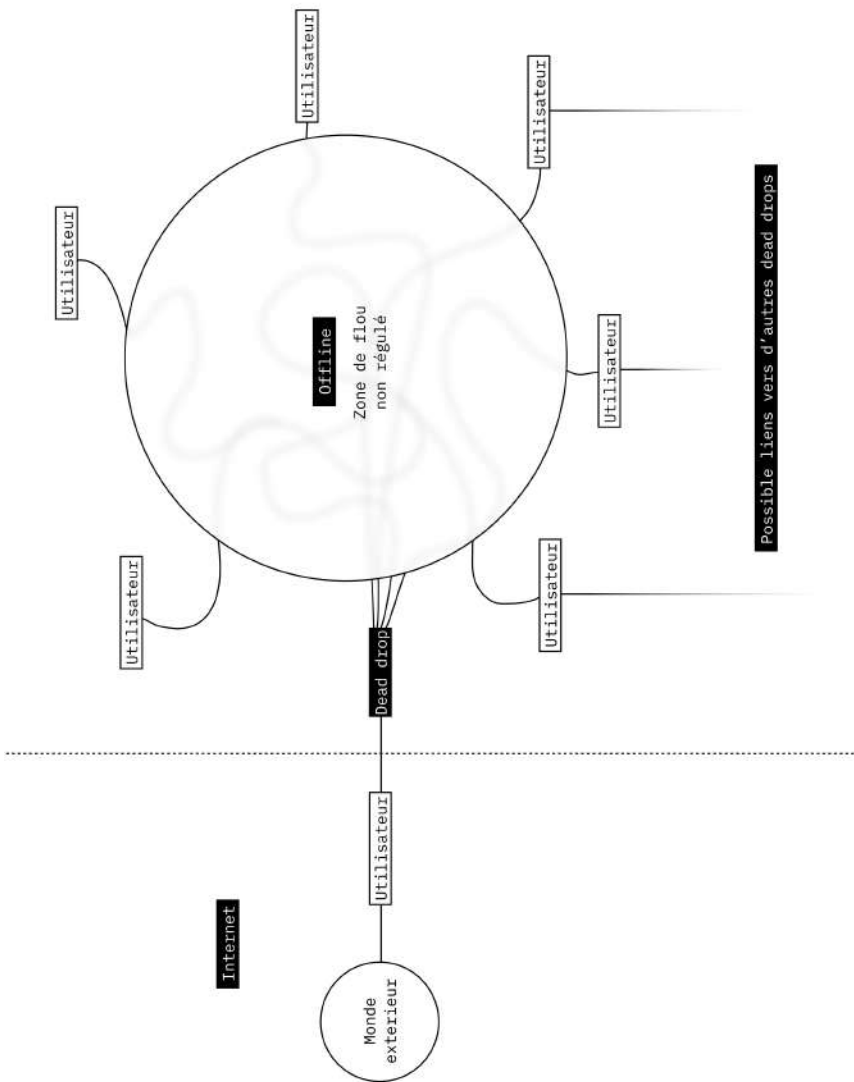 Internet
Monde
exterieur
Utilisateur
Dead drop
Utilisateur
Utilisateur
Utilisateur
Offline
Zone de flou
non régulé
Utilisateur
Utilisateur
Utilisateur
Possible liens vers d'autres dead drops